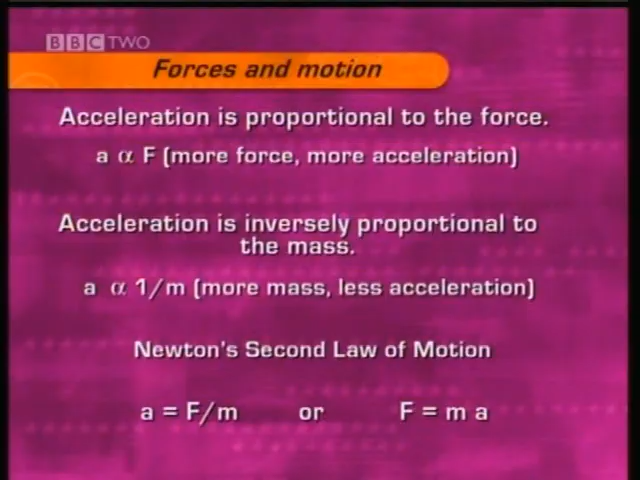 BBC TWO
Forces and motion
Acceleration is proportional to the force.
a α F (more force, more acceleration)
Acceleration is inversely proportional to
the mass.
a α 1/m (more mass, less acceleration)
Newton's Second Law of Motion
a = F/m or F = m a